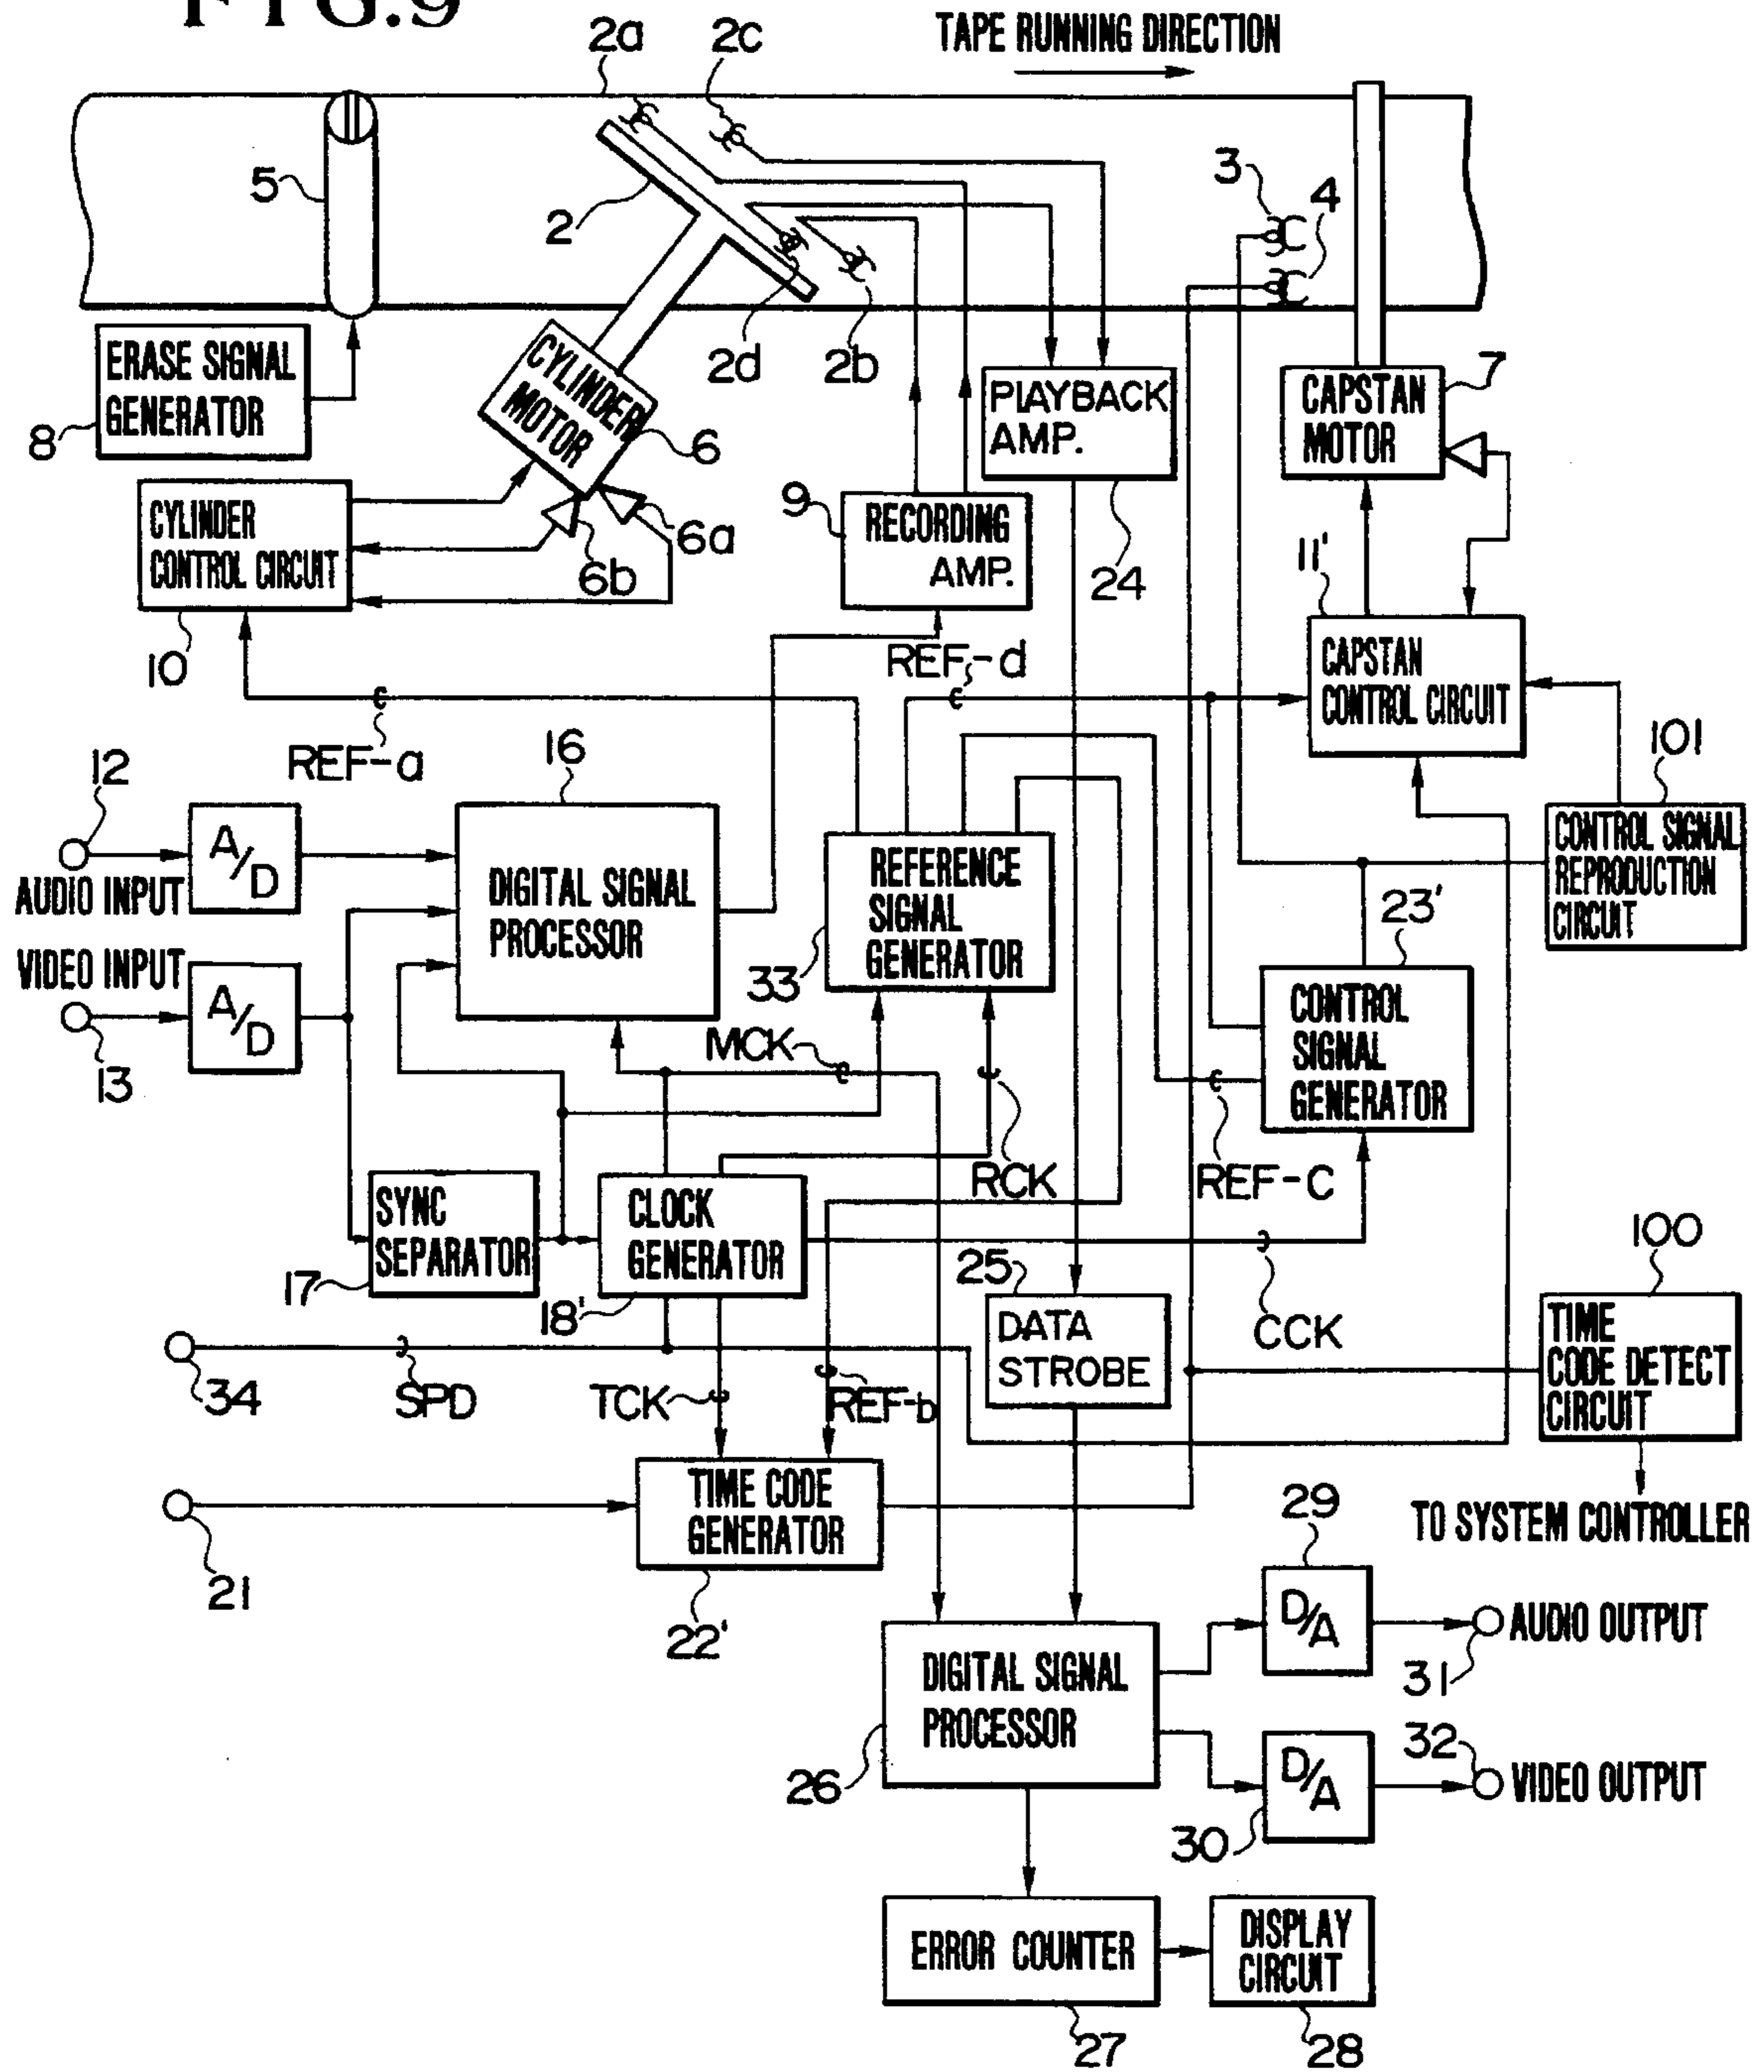 FIG.9
2a
2c
TAPE RUNNING DIRECTION
5
2
3
4
2d
2b
ERASE SIGNAL
GENERATOR
8
CYLINDER
MOTOR
6
PLAYBACK
AMP.
CAPSTAN
MOTOR
7
CYLINDER
CONTROL CIRCUIT
10
6a
6b
9
RECORDING
AMP.
24
11'
REF-d
CAPSTAN
CONTROL CIRCUIT
REF-a
12
16
101
A/D
AUDIO INPUT
DIGITAL SIGNAL
PROCESSOR
REFERENCE
SIGNAL
GENERATOR
33
CONTROL SIGNAL
REPRODUCTION
CIRCUIT
23'
VIDEO INPUT
A/D
13
MCK
CONTROL
SIGNAL
GENERATOR
RCK
REF-C
SYNC
SEPARATOR
17
CLOCK
GENERATOR
18'
100
25
CCK
DATA
STROBE
TIME
CODE DETECT
CIRCUIT
34
SPD
TCK
REF-b
TIME CODE
GENERATOR
21
22'
TO SYSTEM CONTROLLER
29
D/A
AUDIO OUTPUT
31
DIGITAL SIGNAL
PROCESSOR
26
32
D/A
VIDEO OUTPUT
30
ERROR COUNTER
DISPLAY
CIRCUIT
27
28